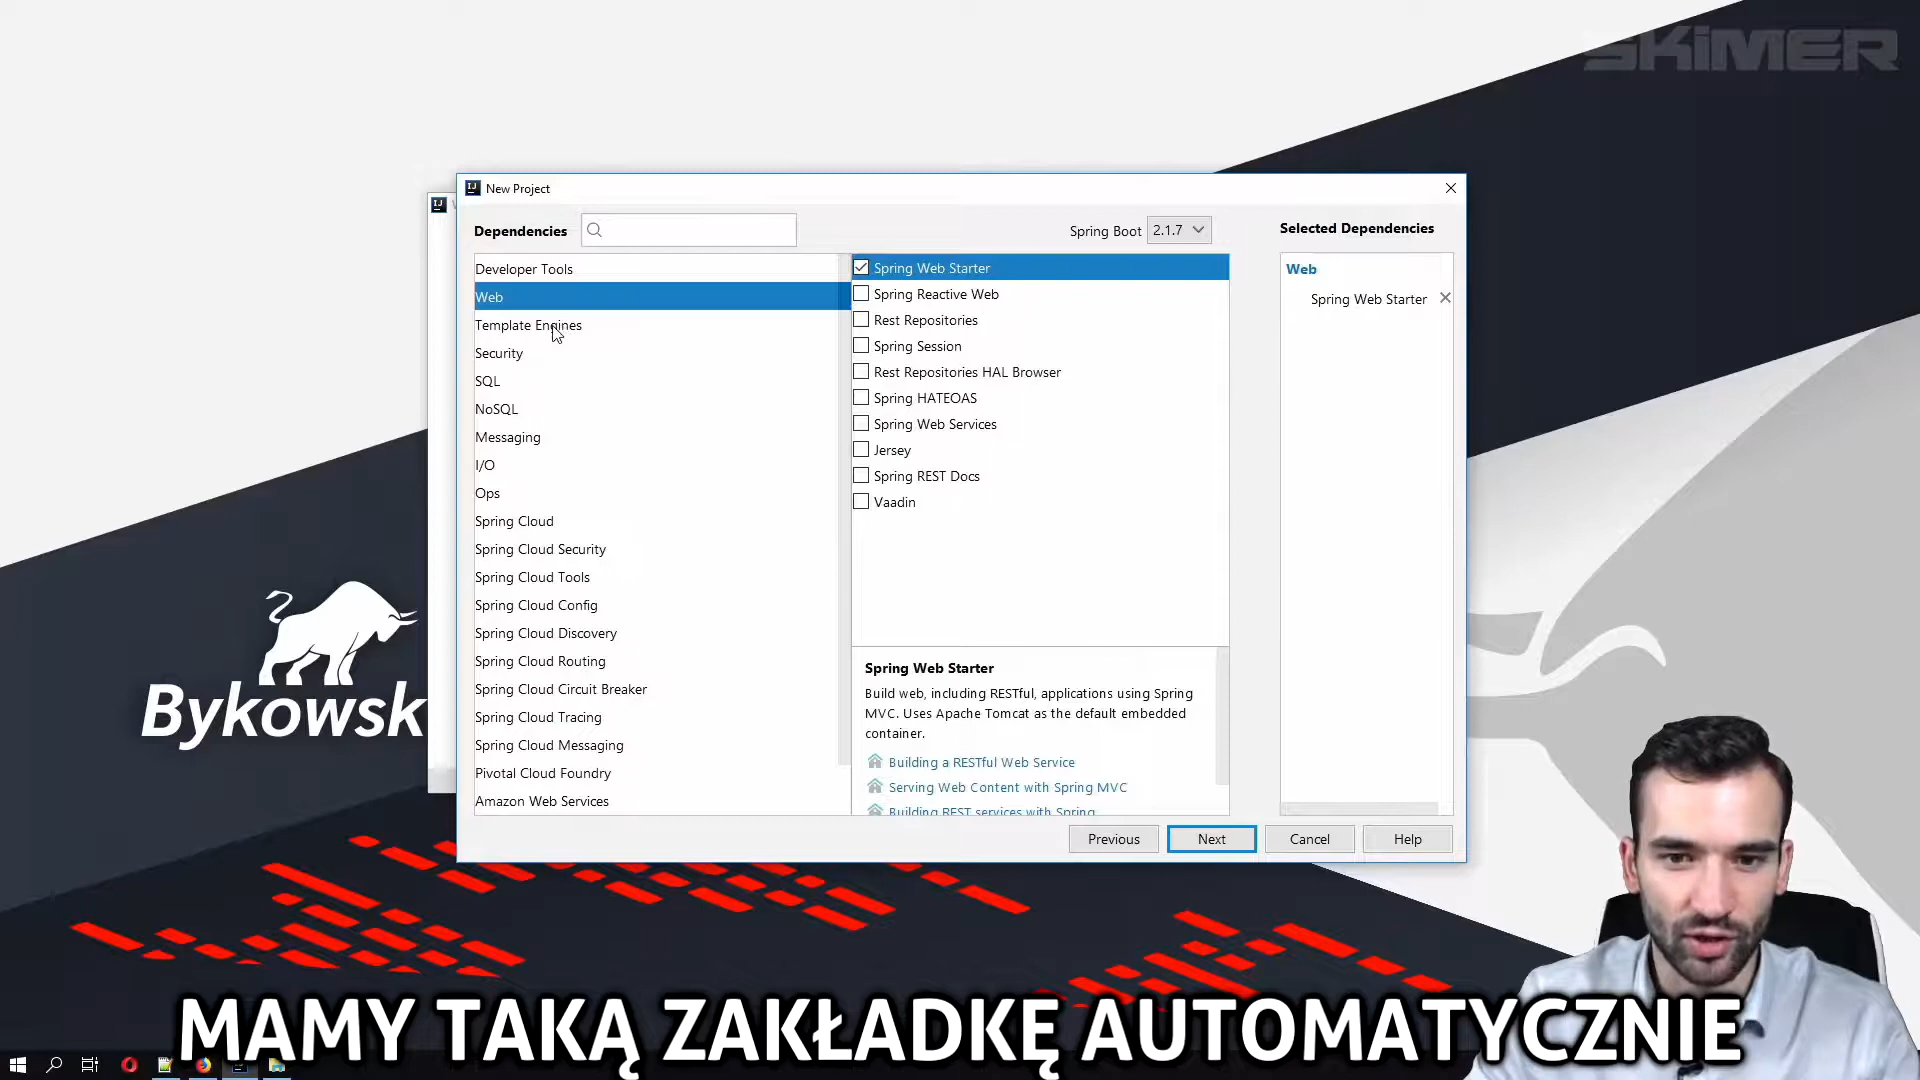 SKiMER
New Project
Dependencies
Spring Boot
2.1.7
Selected Dependencies
Developer Tools
Web
Template Engines
Security
SQL
NoSQL
Messaging
I/O
Ops
Spring Cloud
Spring Cloud Security
Spring Cloud Tools
Spring Cloud Config
Spring Cloud Discovery
Spring Cloud Routing
Spring Cloud Circuit Breaker
Spring Cloud Tracing
Spring Cloud Messaging
Pivotal Cloud Foundry
Amazon Web Services
Spring Web Starter
Spring Reactive Web
Rest Repositories
Spring Session
Rest Repositories HAL Browser
Spring HATEOAS
Spring Web Services
Jersey
Spring REST Docs
Vaadin
Spring Web Starter
Build web, including RESTful, applications using Spring
MVC. Uses Apache Tomcat as the default embedded
container.
Building a RESTful Web Service
Serving Web Content with Spring MVC
Building REST services with Spring
Web
Spring Web Starter
Previous
Next
Cancel
Help
Bykowsk
MAMY TAKĄ ZAKŁADKĘ AUTOMATYCZNIE